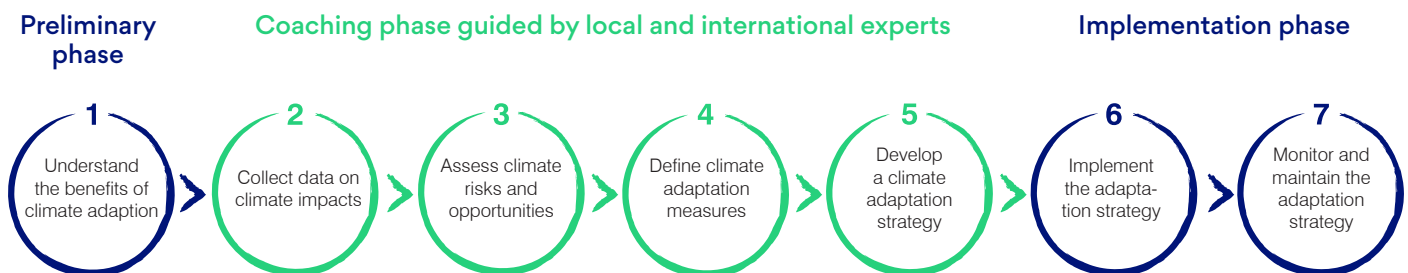 Preliminary
phase
Coaching phase guided by local and international experts
Implementation phase
1
Understand
the benefits of
climate adaption
2
Collect data on
climate impacts
3
Assess climate
risks and
opportunities
4
Define climate
adaptation
measures
5
Develop
a climate
adaptation
strategy
6
Implement
the adapta-
tion strategy
7
Monitor and
maintain the
adaptation
strategy